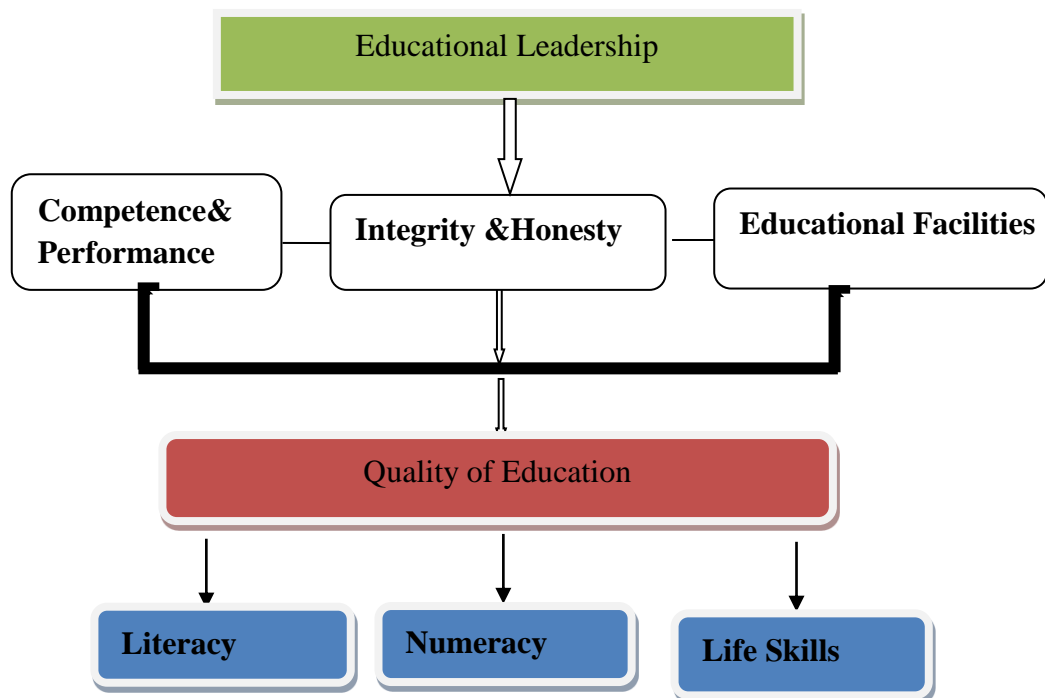 Educational Leadership
Competence&
Performance
Integrity &Honesty
Educational Facilities
Quality of Education
Literacy
Numeracy
Life Skills